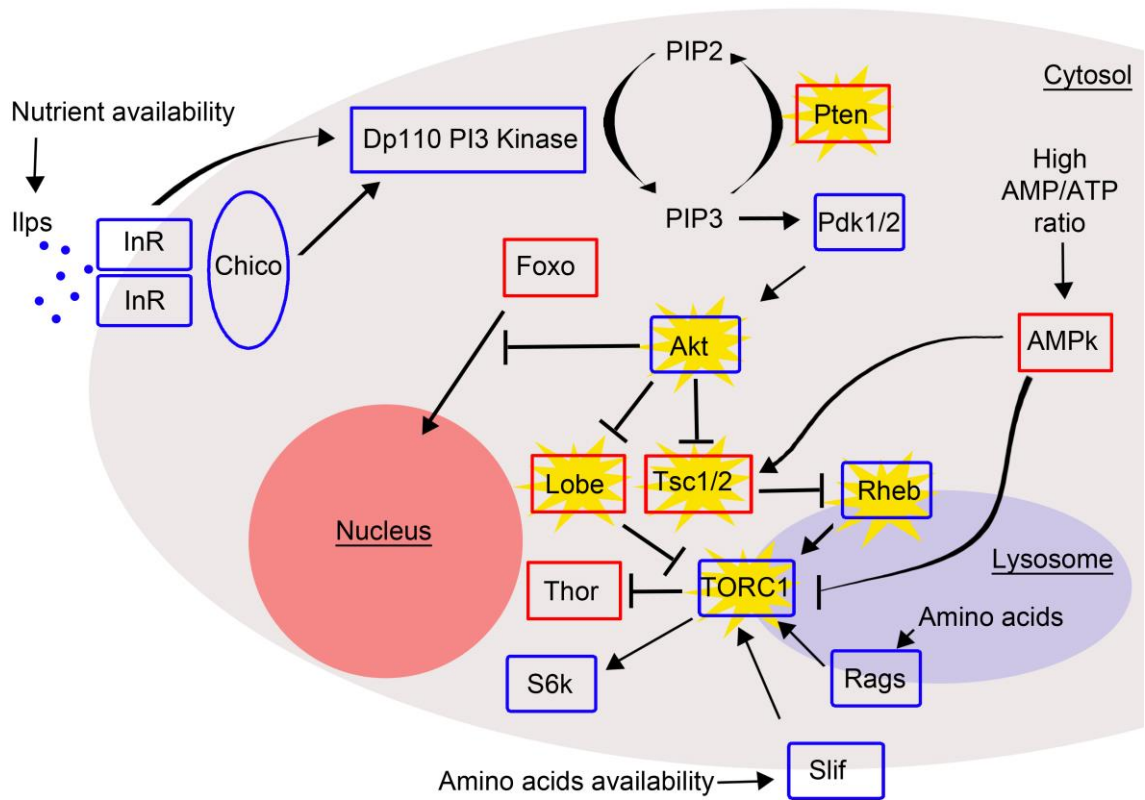 PIP2
Cytosol
Nutrient availability
Pten
Dp110 PI3 Kinase
High
AMP/ATP
ratio
Ilps
InR
PIP3
Pdk1/2
Chico
Foxo
InR
Akt
AMPk
Lobe
Tsc1/2
Rheb
Nucleus
Lysosome
Thor
TORC1
Amino acids
S6k
Rags
Slif
Amino acids availability